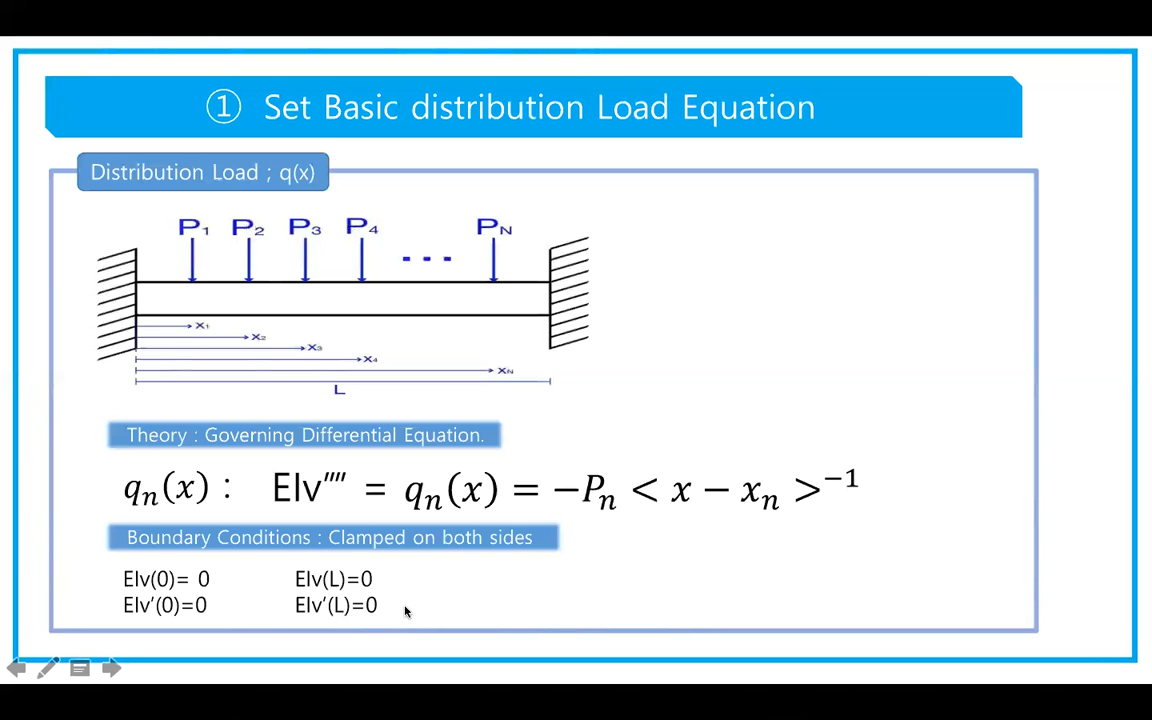 ① Set Basic distribution Load Equation
Distribution Load ; q(x)
P₁ P₂ P₃ P₄ - - - P_N
x₁
x₂
x₃
x₄
x_N
L
Theory : Governing Differential Equation.
qₙ(x) : EIv'''' = qₙ(x) = −Pₙ < x − xₙ >⁻¹
Boundary Conditions : Clamped on both sides
EIv(0)= 0 EIv(L)=0
EIv’(0)=0 EIv’(L)=0